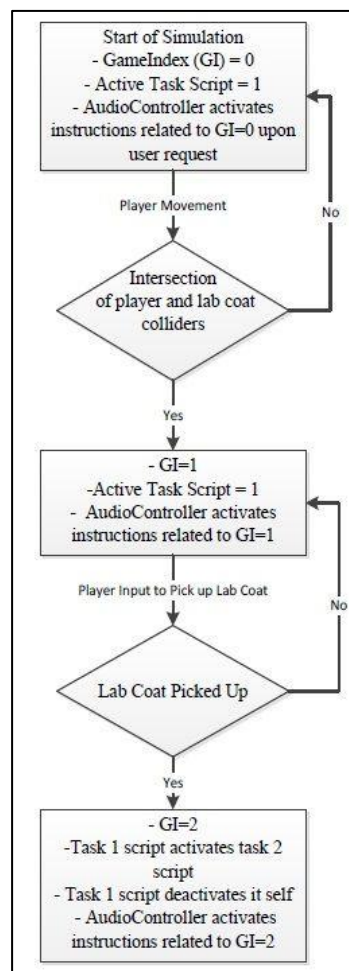 Start of Simulation
- GameIndex (GI) = 0
- Active Task Script = 1
- AudioController activates
instructions related to GI=0 upon
user request
Player Movement
No
Intersection
of player and lab coat
colliders
Yes
- GI=1
-Active Task Script = 1
- AudioController activates
instructions related to GI=1
Player Input to Pick up Lab Coat
No
Lab Coat Picked Up
Yes
- GI=2
-Task 1 script activates task 2
script
- Task 1 script deactivates it self
- AudioController activates
instructions related to GI=2